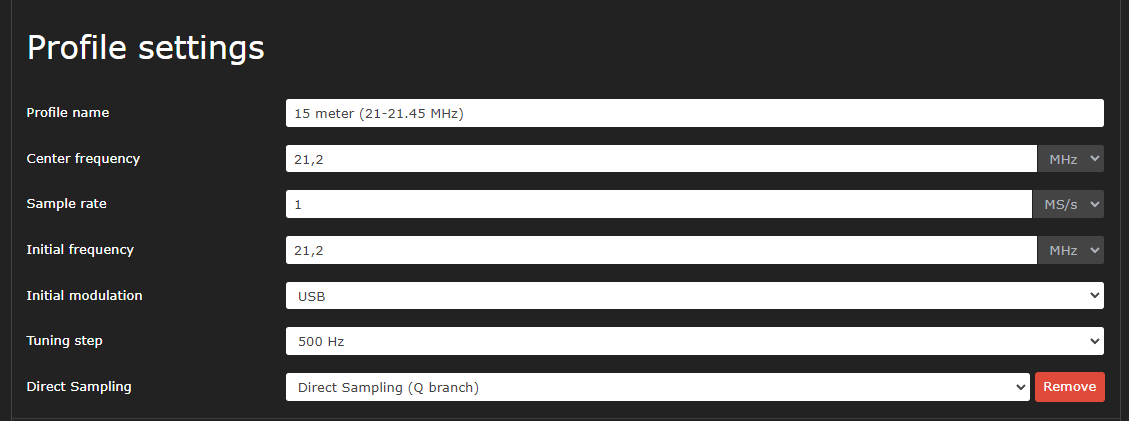 Profile settings
Profile name 15 meter (21-21.45 MHz)
Center frequency 21,2 MHz
Sample rate 1 MS/s
Initial frequency 21,2 MHz
Initial modulation USB
Tuning step 500 Hz
Direct Sampling Direct Sampling (Q branch) Remove